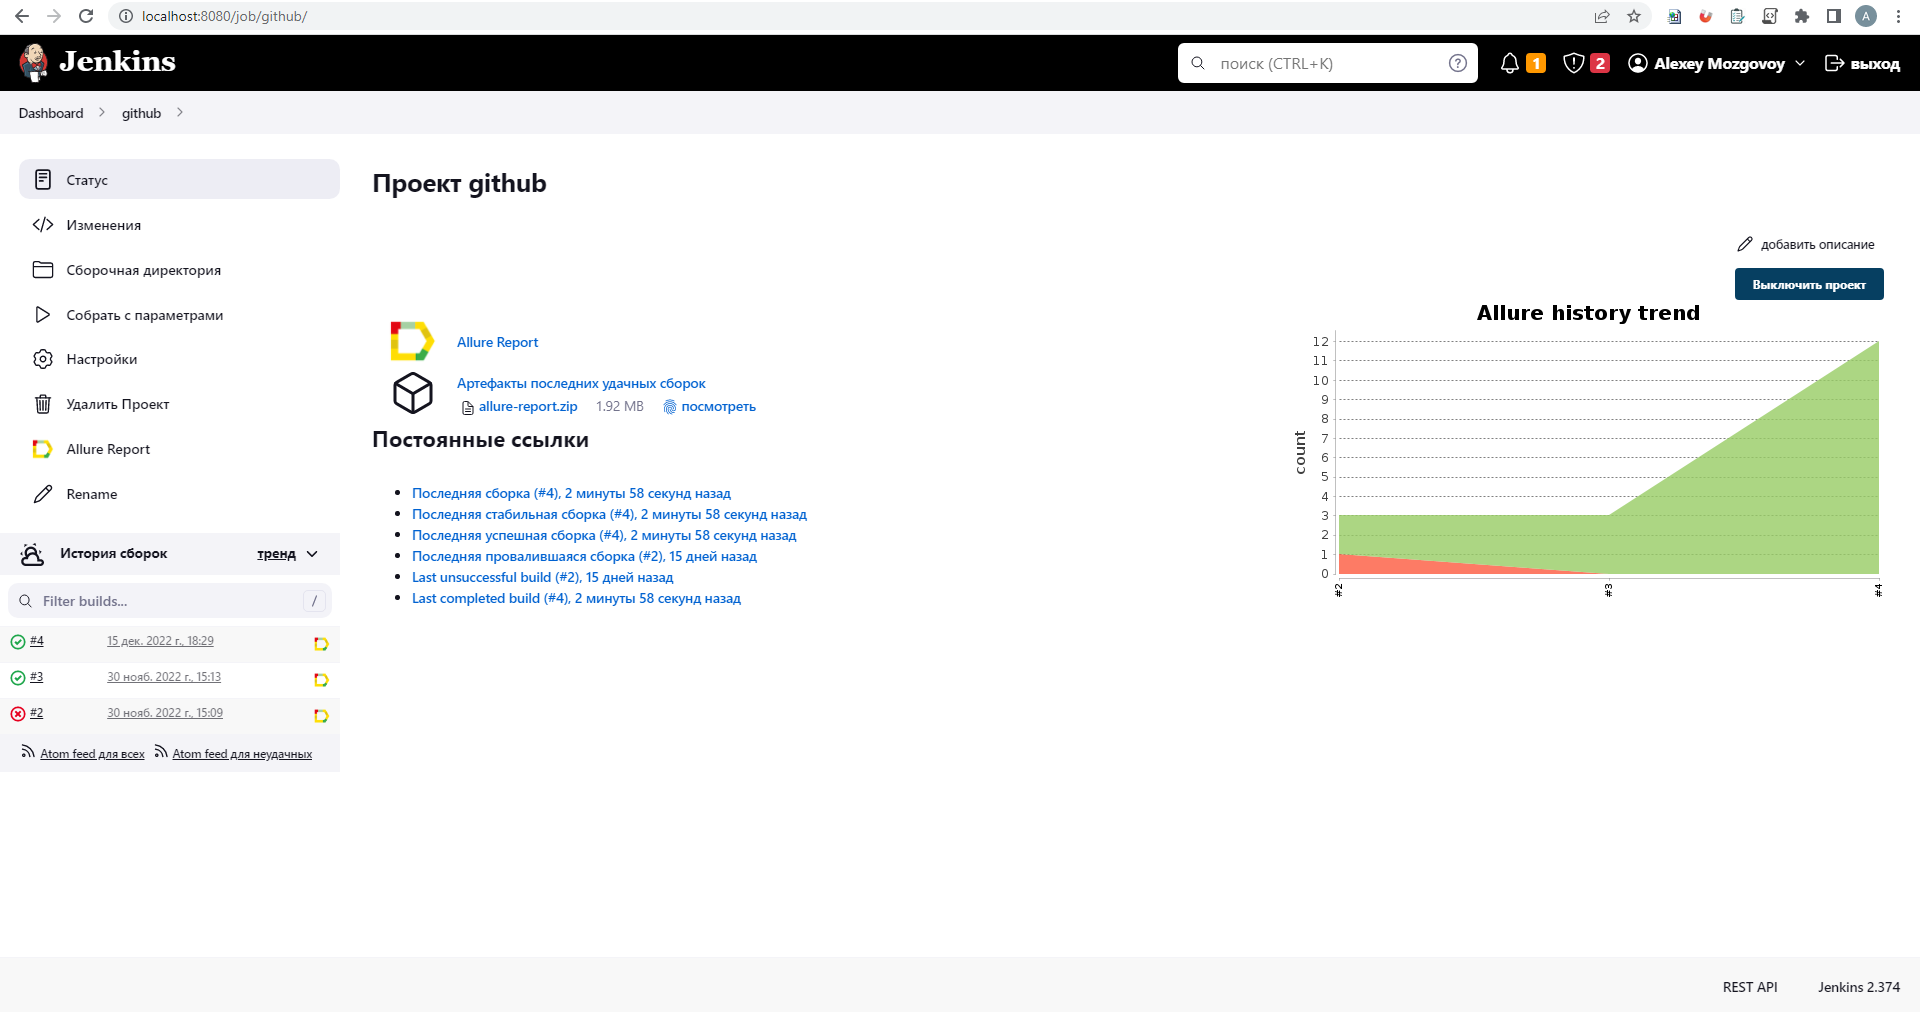 localhost:8080/job/github/
A
Jenkins
поиск (CTRL+K)
?
1
2
Alexey Mozgovoy
выход
Dashboard
github
Статус
Изменения
Сборочная директория
Собрать с параметрами
Настройки
Удалить Проект
Allure Report
Rename
История сборок
тренд
Filter builds...
/
#4
15 дек. 2022 г., 18:29
#3
30 нояб. 2022 г., 15:13
#2
30 нояб. 2022 г., 15:09
Atom feed для всех
Atom feed для неудачных
Проект github
добавить описание
Выключить проект
Allure Report
Артефакты последних удачных сборок
allure-report.zip 1.92 MB посмотреть
Постоянные ссылки
Последняя сборка (#4), 2 минуты 58 секунд назад
Последняя стабильная сборка (#4), 2 минуты 58 секунд назад
Последняя успешная сборка (#4), 2 минуты 58 секунд назад
Последняя провалившаяся сборка (#2), 15 дней назад
Last unsuccessful build (#2), 15 дней назад
Last completed build (#4), 2 минуты 58 секунд назад
Allure history trend
12
11
10
9
8
7
6
5
4
3
2
1
0
count
#2
#3
#4
REST API
Jenkins 2.374